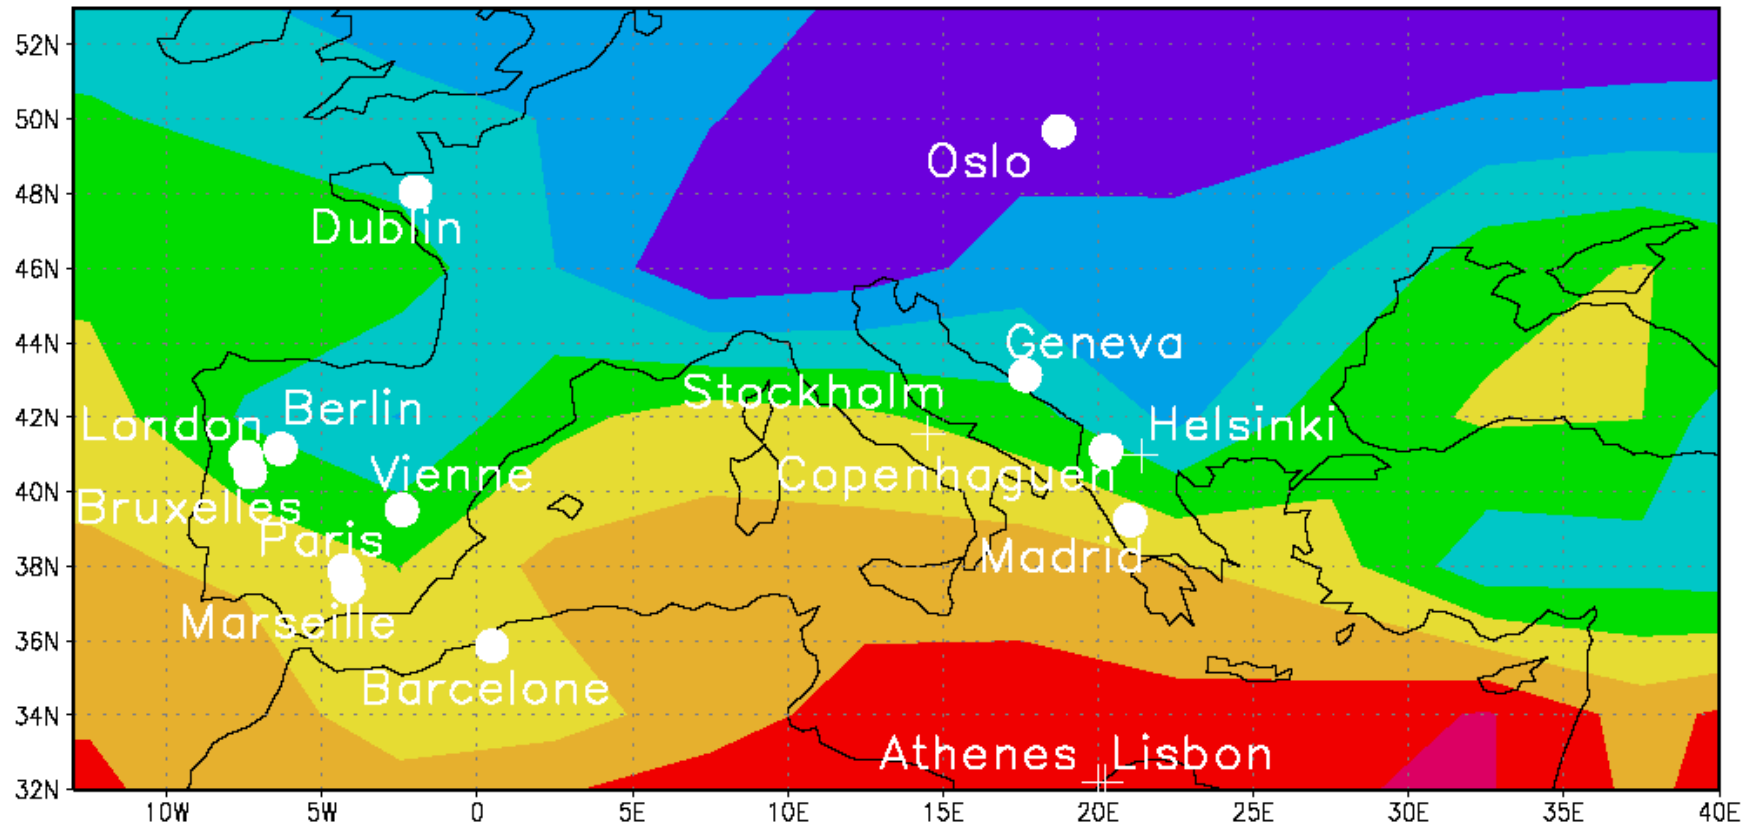 52N
50N
Oslo
48N
Dublin
46N
44N
Geneva
Stockholm
42N
London
Berlin
Helsinki
Vienne
Copenhaguen
40N
Bruxelles
Paris
Madrid
38N
Marseille
36N
Barcelone
34N
Athenes Lisbon
32N
10W 5W 0 5E 10E 15E 20E 25E 30E 35E 40E